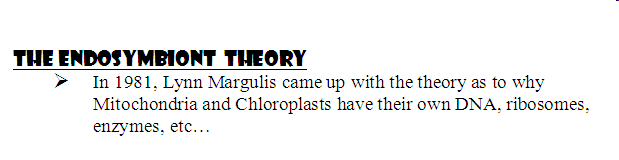 THE ENDOSYMBIONT THEORY
➢ In 1981, Lynn Margulis came up with the theory as to why
Mitochondria and Chloroplasts have their own DNA, ribosomes,
enzymes, etc…